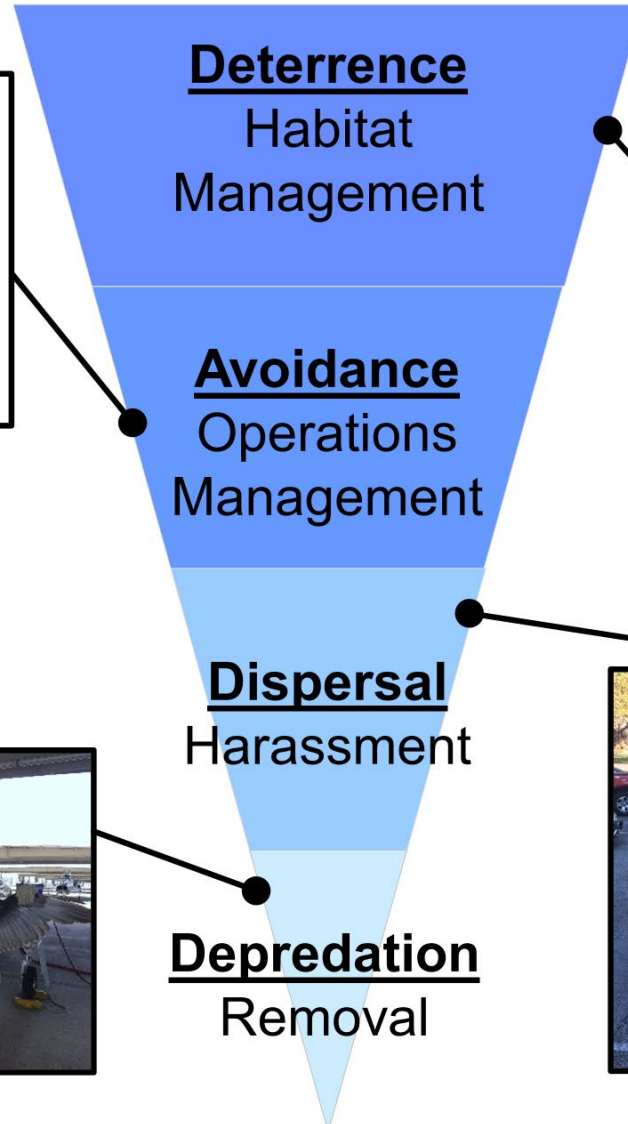 Deterrence
Habitat
Management
Avoidance
Operations
Management
Dispersal
Harassment
Depredation
Removal